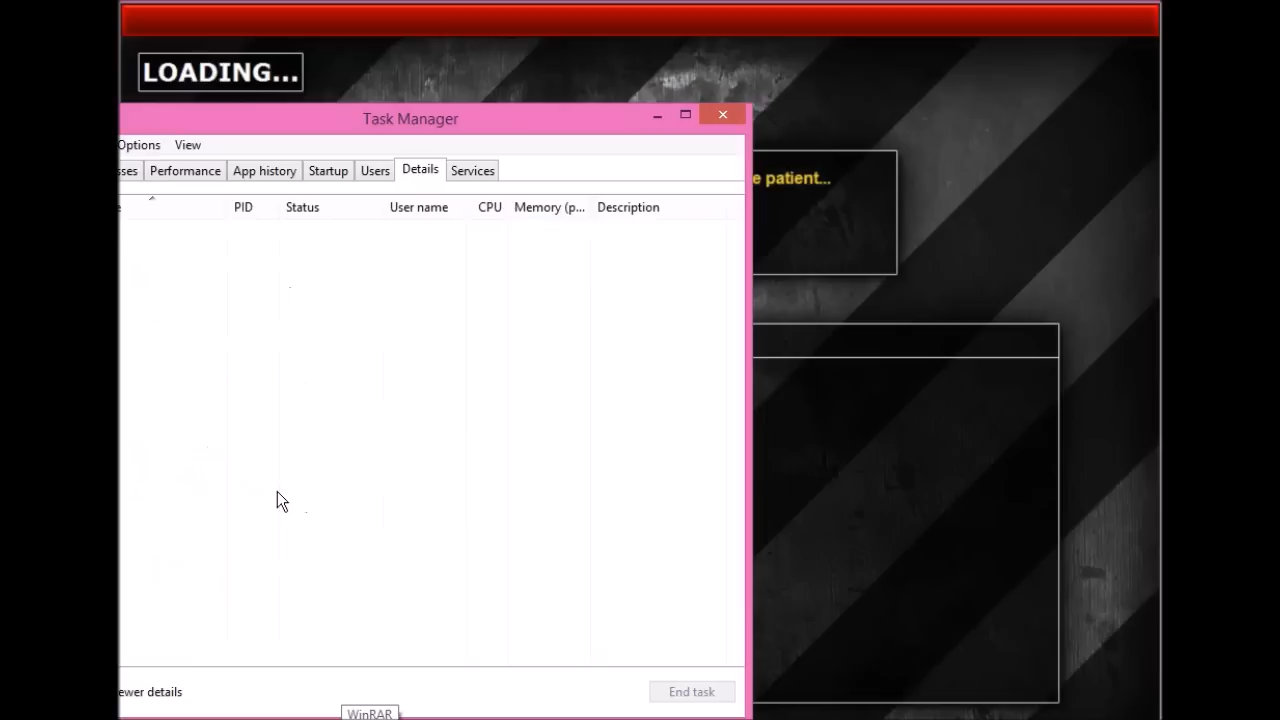 LOADING...
Task Manager
Options View
sses Performance App history Startup Users Details Services
e patient...
PID Status User name CPU Memory (p... Description
ewer details
End task
WinRAR